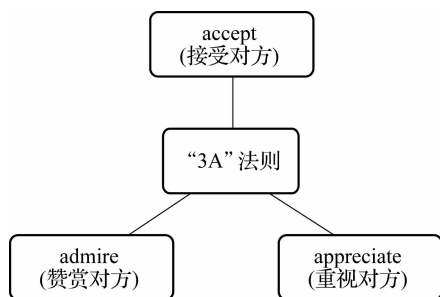 accept
(接受对方)
“3A”法则
admire
(赞赏对方)
appreciate
(重视对方)